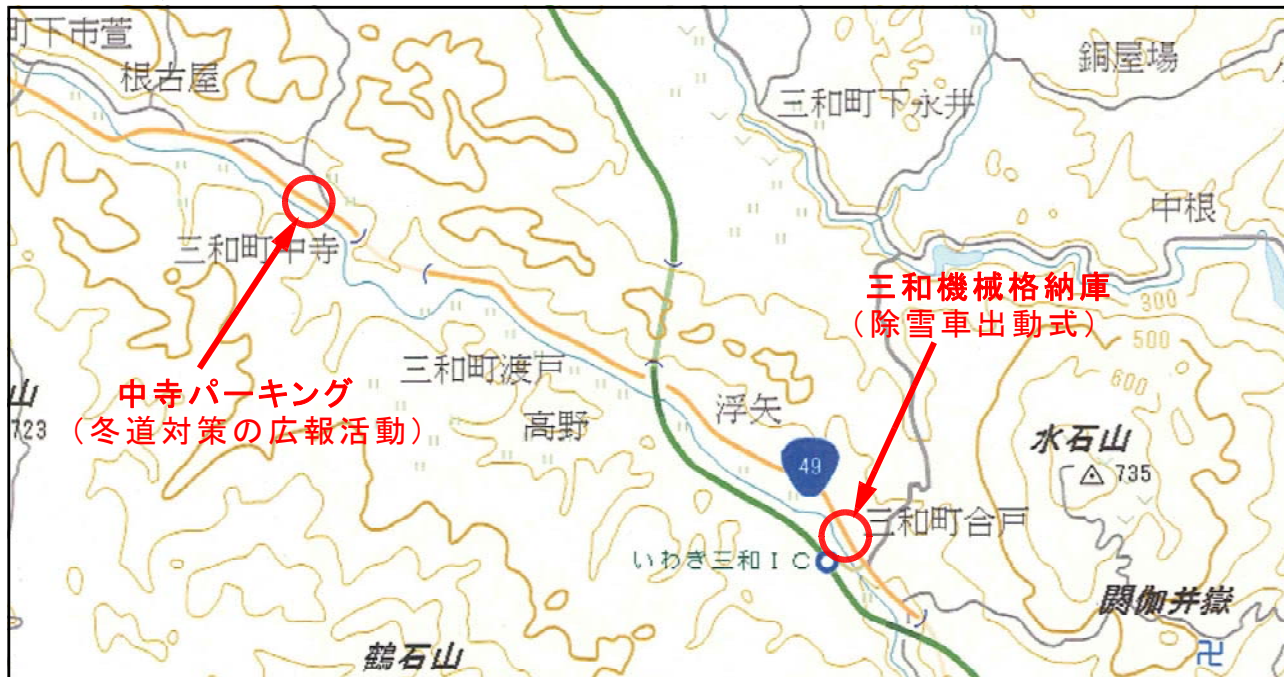 町下市萱
根古屋
銅屋場
三和町下永井
中根
三和町中寺
三和機械格納庫
(除雪車出動式)
300
500
600
三和町渡戸
中寺パーキング
(冬道対策の広報活動)
山
723
高野
浮矢
水石山
735
49
三和町合戸
いわき三和IC
閼伽井嶽
鶴石山
卍